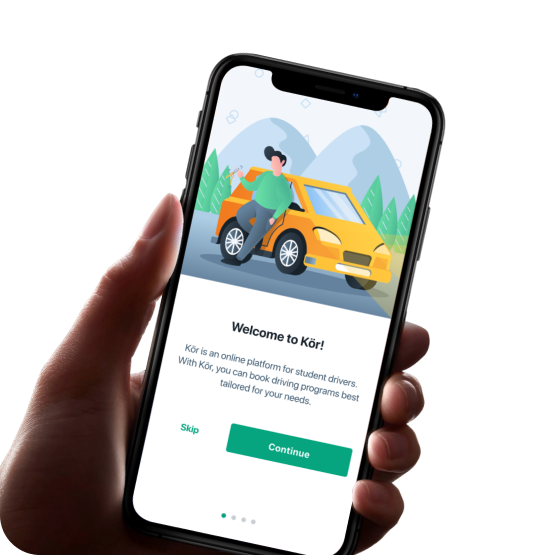 Welcome to Kör!
Kör is an online platform for student drivers.
With Kör, you can book driving programs best
tailored for your needs.
Skip
Continue